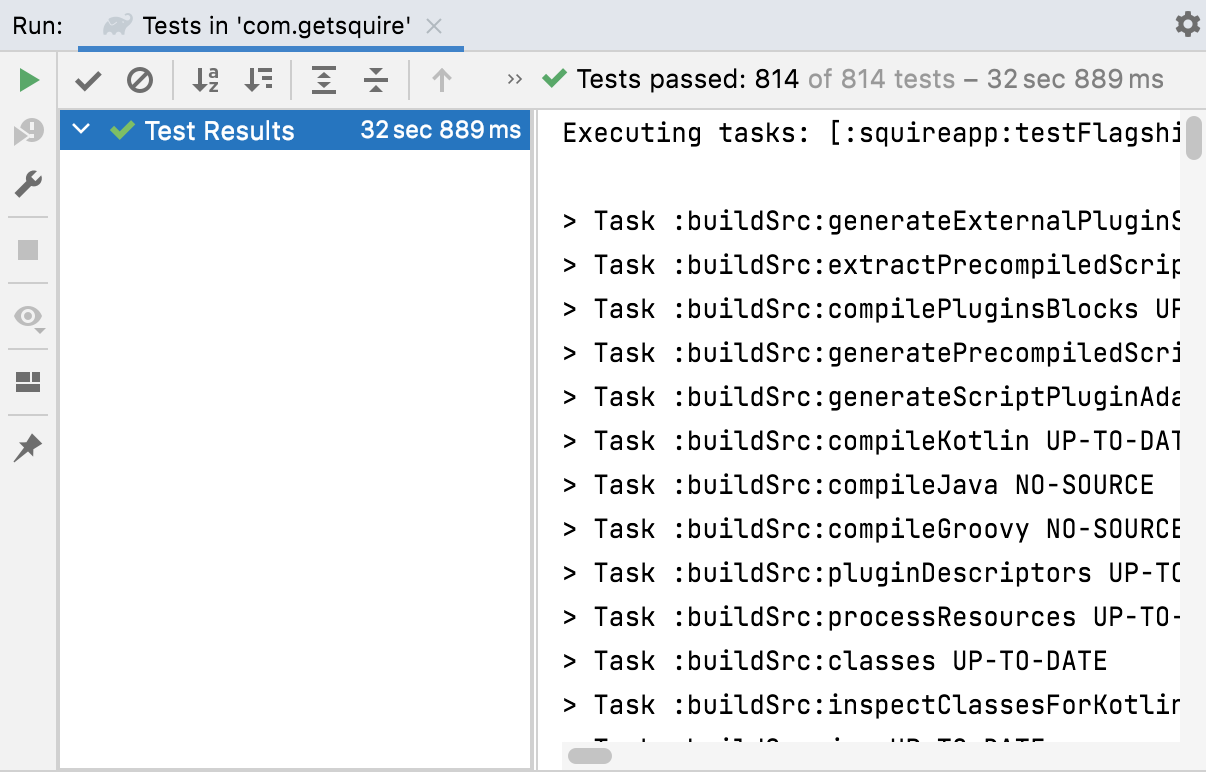 Run: Tests in 'com.getsquire'
Tests passed: 814 of 814 tests – 32 sec 889 ms
Test Results 32 sec 889 ms
Executing tasks: [:squireapp:testFlagshi
> Task :buildSrc:generateExternalPluginS
> Task :buildSrc:extractPrecompiledScrip
> Task :buildSrc:compilePluginsBlocks UP
> Task :buildSrc:generatePrecompiledScri
> Task :buildSrc:generateScriptPluginAda
> Task :buildSrc:compileKotlin UP-TO-DAT
> Task :buildSrc:compileJava NO-SOURCE
> Task :buildSrc:compileGroovy NO-SOURCE
> Task :buildSrc:pluginDescriptors UP-TO
> Task :buildSrc:processResources UP-TO-
> Task :buildSrc:classes UP-TO-DATE
> Task :buildSrc:inspectClassesForKotlin